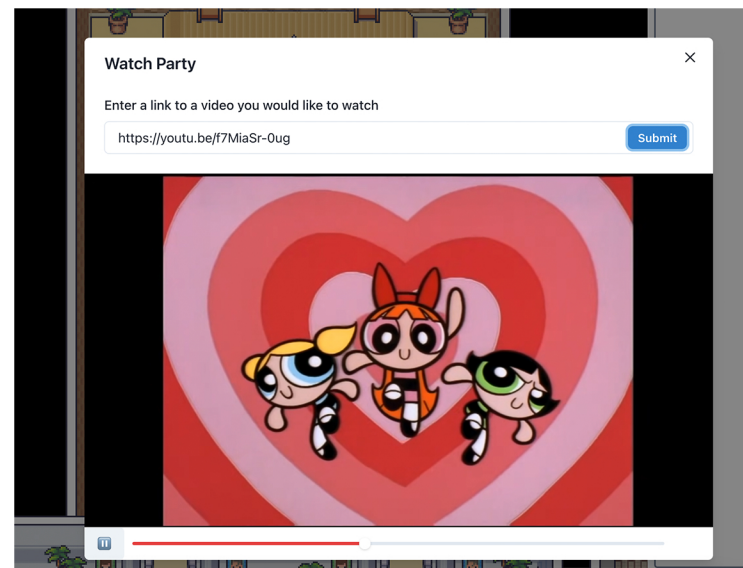 Watch Party
Enter a link to a video you would like to watch
https://youtu.be/f7MiaSr-0ug
Submit